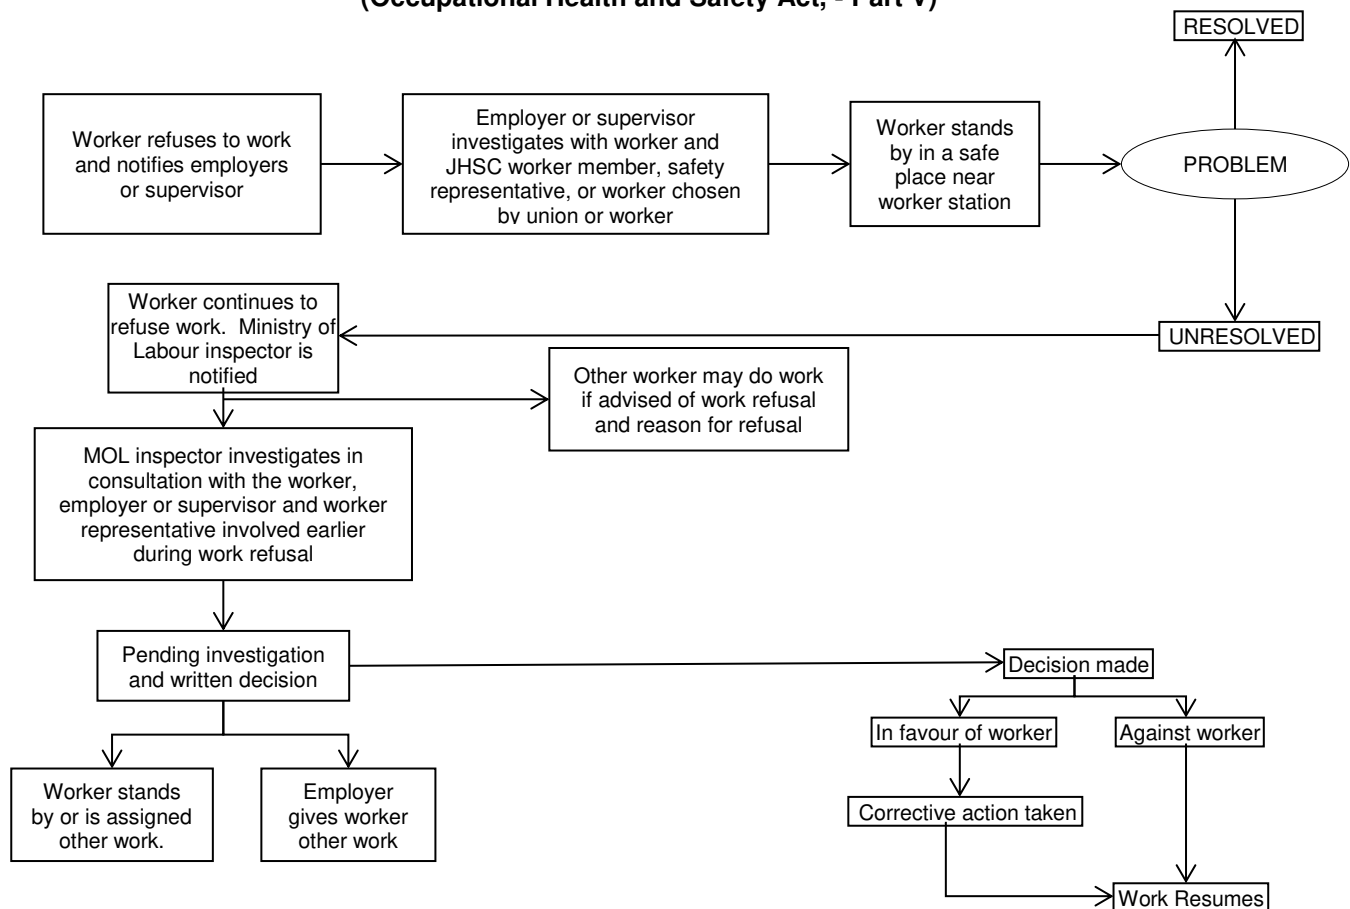 (Occupational Health and Safety Act, - Part V)
RESOLVED
Worker refuses to work
and notifies employers
or supervisor
Employer or supervisor
investigates with worker and
JHSC worker member, safety
representative, or worker chosen
by union or worker
Worker stands
by in a safe
place near
worker station
PROBLEM
UNRESOLVED
Worker continues to
refuse work. Ministry of
Labour inspector is
notified
Other worker may do work
if advised of work refusal
and reason for refusal
MOL inspector investigates in
consultation with the worker,
employer or supervisor and worker
representative involved earlier
during work refusal
Pending investigation
and written decision
Decision made
In favour of worker
Against worker
Worker stands
by or is assigned
other work.
Employer
gives worker
other work
Corrective action taken
Work Resumes